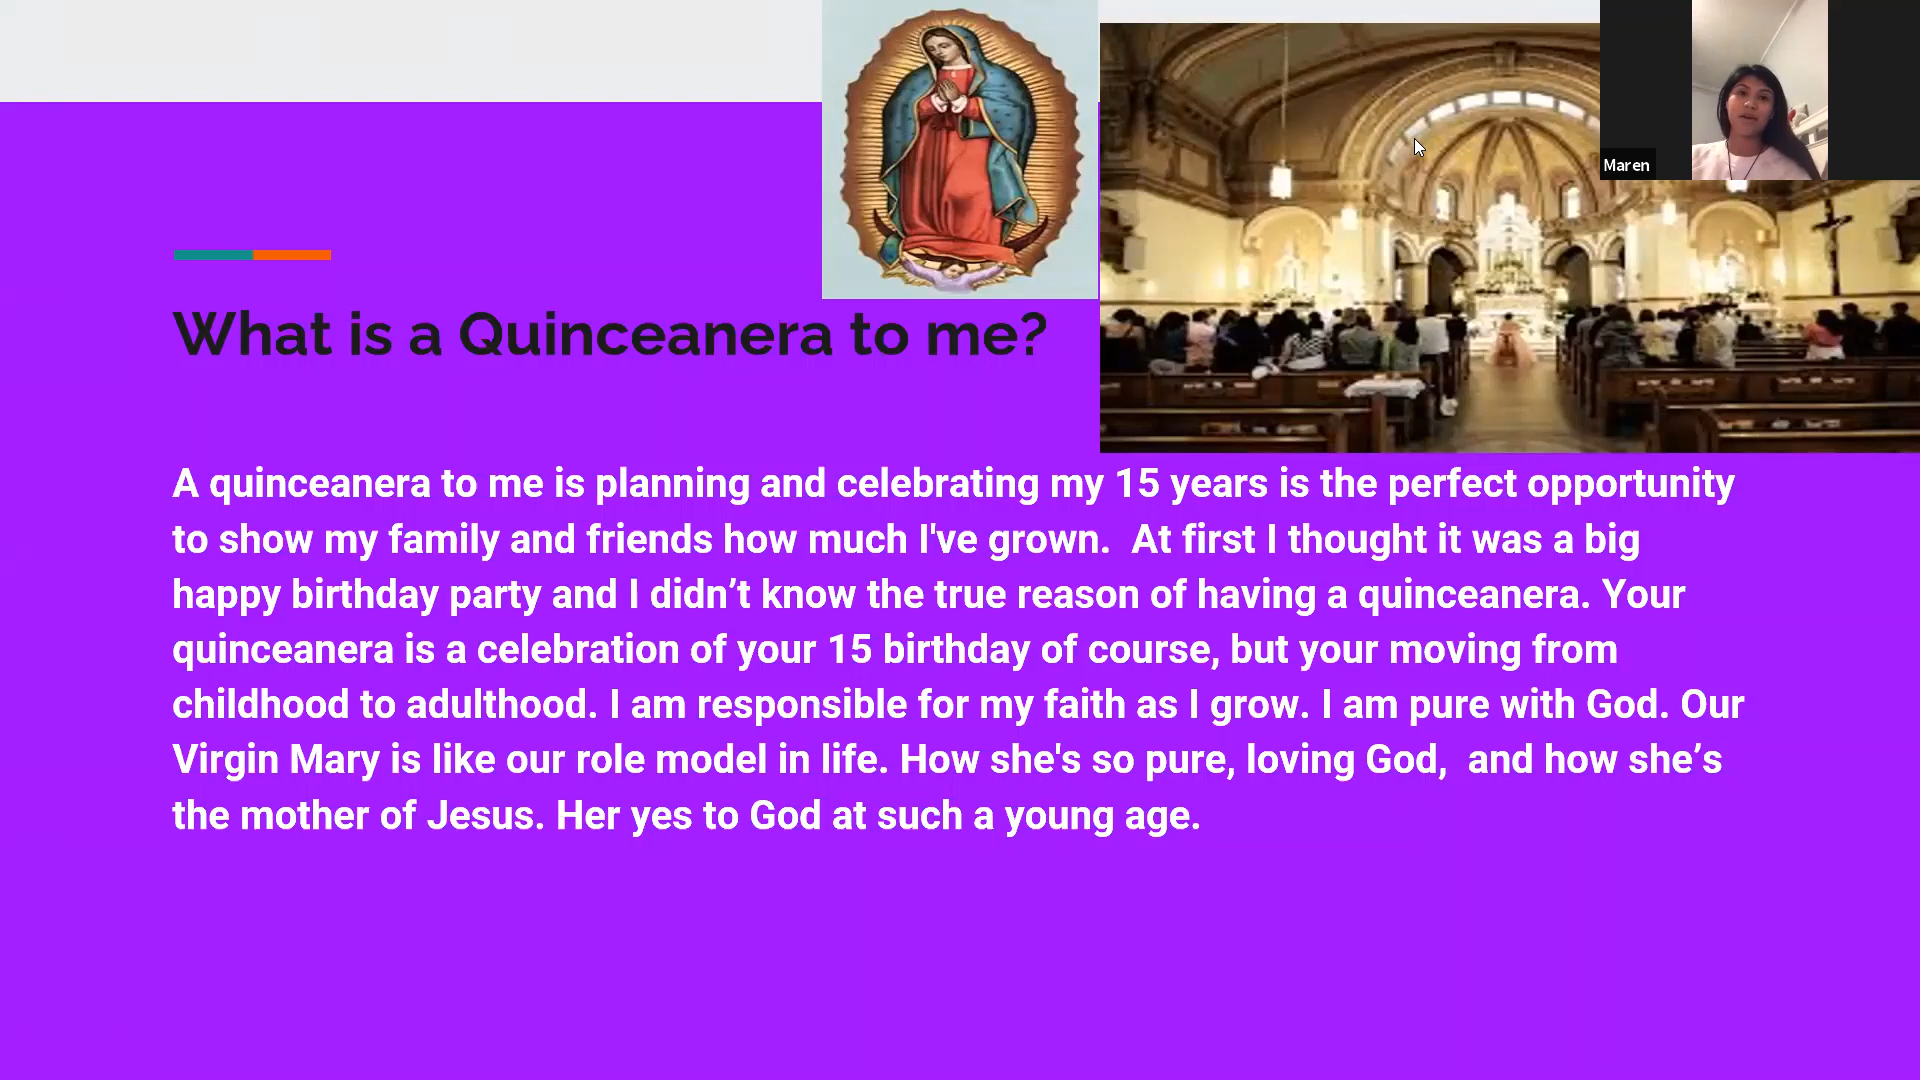 Maren
What is a Quinceanera to me?
A quinceanera to me is planning and celebrating my 15 years is the perfect opportunity
to show my family and friends how much I've grown.  At first I thought it was a big
happy birthday party and I didn’t know the true reason of having a quinceanera. Your
quinceanera is a celebration of your 15 birthday of course, but your moving from
childhood to adulthood. I am responsible for my faith as I grow. I am pure with God. Our
Virgin Mary is like our role model in life. How she's so pure, loving God,  and how she’s
the mother of Jesus. Her yes to God at such a young age.